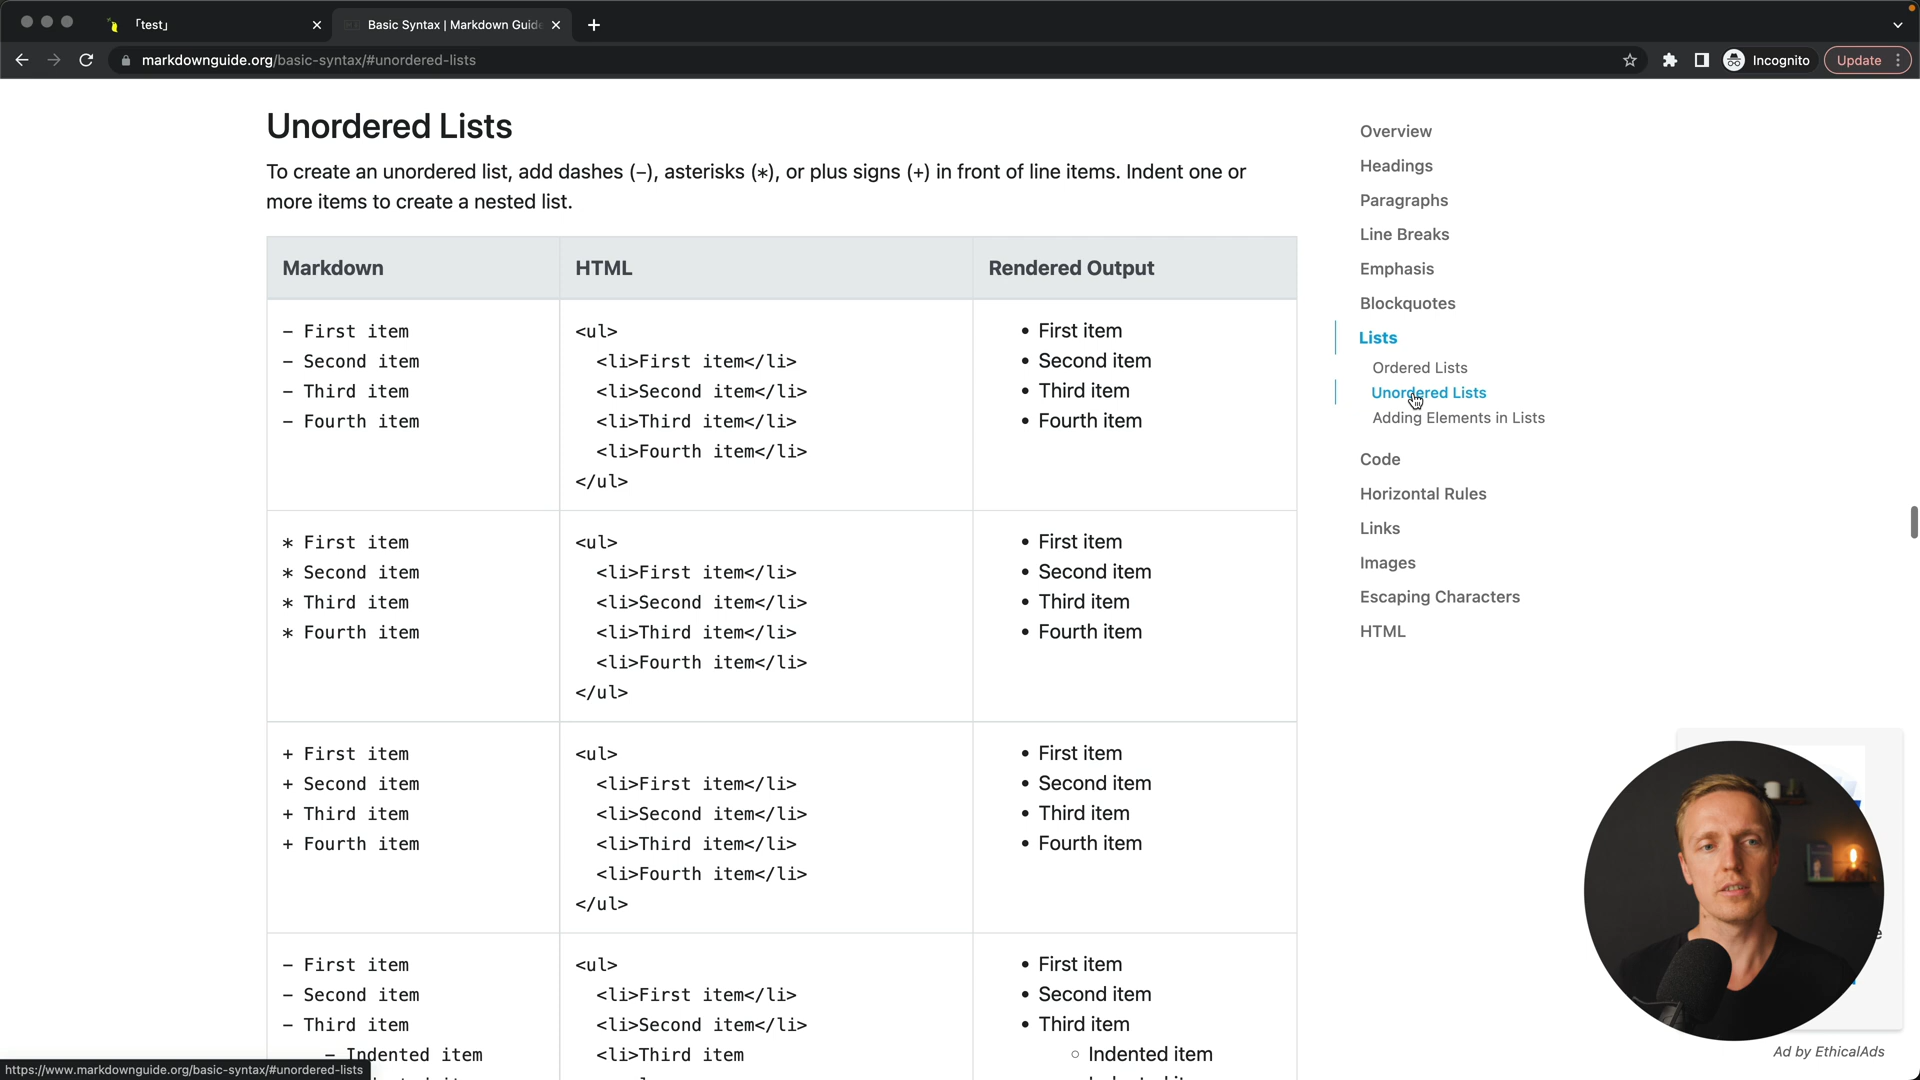 「test」
Basic Syntax | Markdown Guide
markdownguide.org/basic-syntax/#unordered-lists
Incognito
Update
Unordered Lists
To create an unordered list, add dashes (-), asterisks (*), or plus signs (+) in front of line items. Indent one or
more items to create a nested list.
Markdown
HTML
Rendered Output
- First item
- Second item
- Third item
- Fourth item
<ul>
<li>First item</li>
<li>Second item</li>
<li>Third item</li>
<li>Fourth item</li>
</ul>
• First item
• Second item
• Third item
• Fourth item
* First item
* Second item
* Third item
* Fourth item
<ul>
<li>First item</li>
<li>Second item</li>
<li>Third item</li>
<li>Fourth item</li>
</ul>
• First item
• Second item
• Third item
• Fourth item
+ First item
+ Second item
+ Third item
+ Fourth item
<ul>
<li>First item</li>
<li>Second item</li>
<li>Third item</li>
<li>Fourth item</li>
</ul>
• First item
• Second item
• Third item
• Fourth item
- First item
- Second item
- Third item
- Indented item
<ul>
<li>First item</li>
<li>Second item</li>
<li>Third item
• First item
• Second item
• Third item
○ Indented item
Overview
Headings
Paragraphs
Line Breaks
Emphasis
Blockquotes
Lists
Ordered Lists
Unordered Lists
Adding Elements in Lists
Code
Horizontal Rules
Links
Images
Escaping Characters
HTML
Ad by EthicalAds
https://www.markdownguide.org/basic-syntax/#unordered-lists